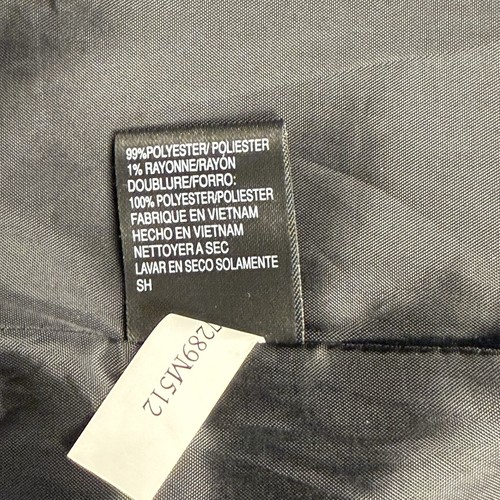 99%POLYESTER/ POLIESTER
1% RAYONNE/RAYÓN
DOUBLURE/FORRO:
100% POLYESTER/POLIESTER
FABRIQUE EN VIETNAM
HECHO EN VIETNAM
NETTOYER A SEC
LAVAR EN SECO SOLAMENTE
SH
7289M512